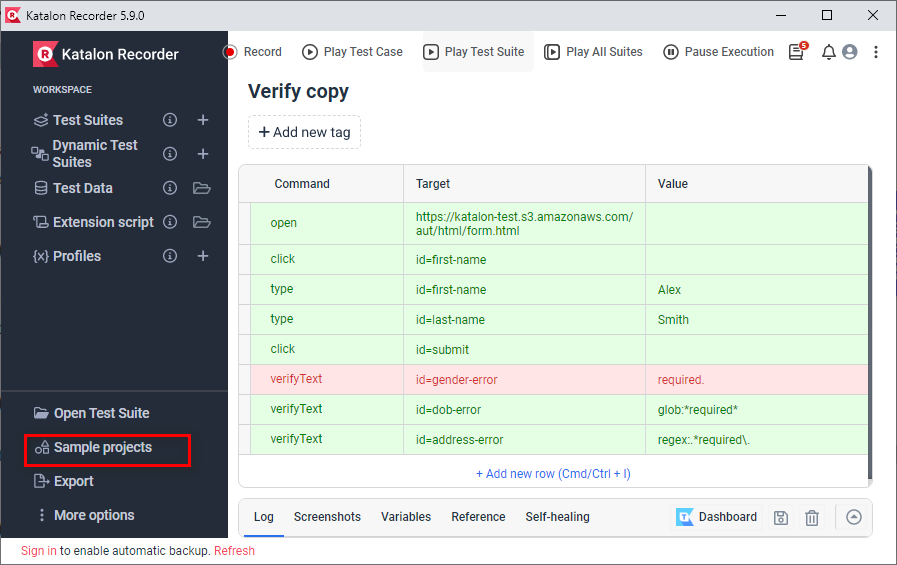 Katalon Recorder 5.9.0
Katalon Recorder
Record
Play Test Case
Play Test Suite
Play All Suites
Pause Execution
5
WORKSPACE
Test Suites
Dynamic Test
Suites
Test Data
Extension script
{x} Profiles
Open Test Suite
Sample projects
Export
More options
Verify copy
+ Add new tag
Command Target Value
open https://katalon-test.s3.amazonaws.com/
aut/html/form.html
click id=first-name
type id=first-name Alex
type id=last-name Smith
click id=submit
verifyText id=gender-error required.
verifyText id=dob-error glob:*required*
verifyText id=address-error regex:.*required\.
+ Add new row (Cmd/Ctrl + I)
Log Screenshots Variables Reference Self-healing Dashboard
Sign in to enable automatic backup. Refresh